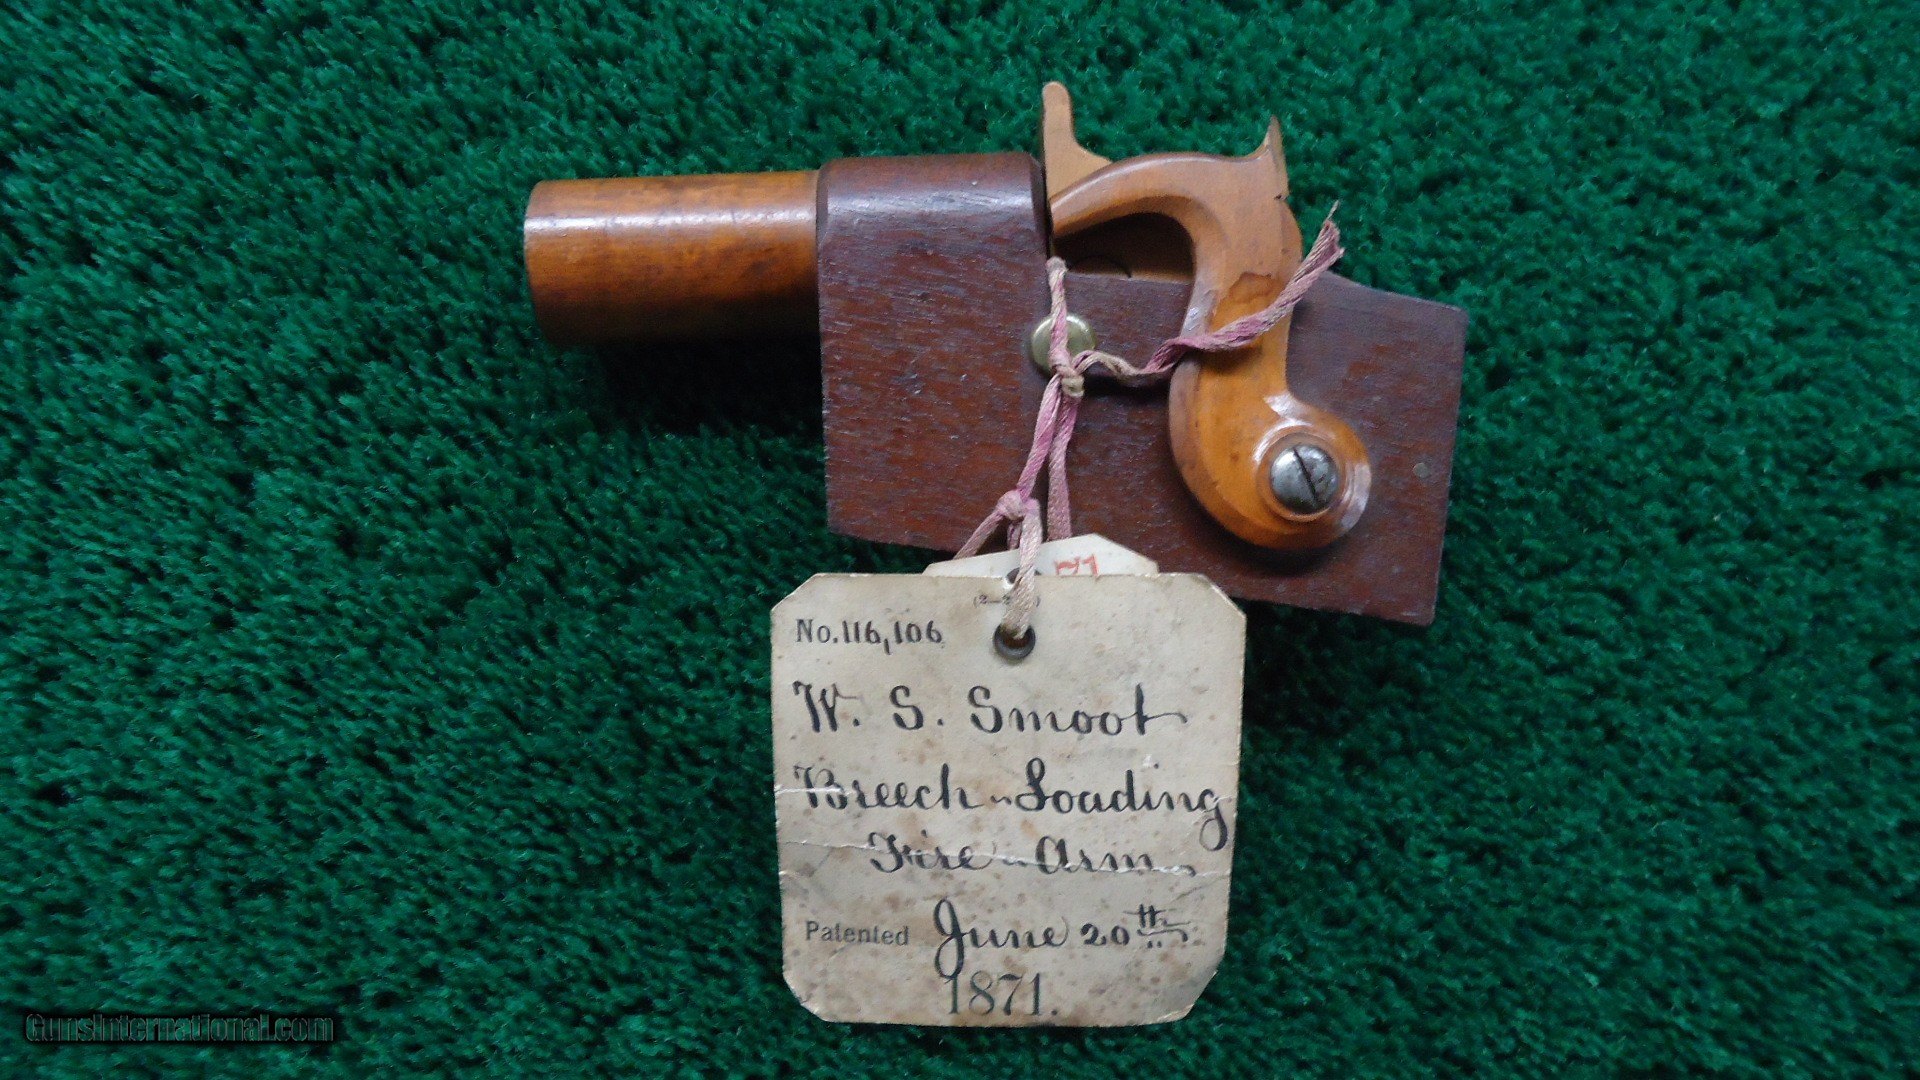 No. 116,106.
W. S. Smoot
Breech-Loading
Fire-Arm.
Patented June 20th
1871.
GunsInternational.com